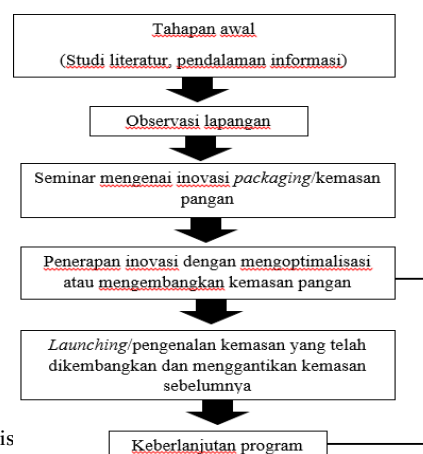 Tahapan awal
(Studi literatur, pendalaman informasi)
Observasi lapangan
Seminar mengenai inovasi packaging/kemasan
pangan
Penerapan inovasi dengan mengoptimalisasi
atau mengembangkan kemasan pangan
Launching/pengenalan kemasan yang telah
dikembangkan dan menggantikan kemasan
sebelumnya
is
Keberlanjutan program